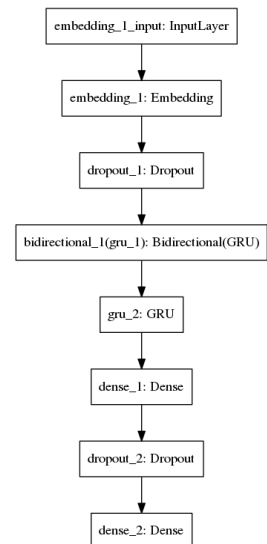 embedding_1_input: InputLayer
embedding_1: Embedding
dropout_1: Dropout
bidirectional_1(gru_1): Bidirectional(GRU)
gru_2: GRU
dense_1: Dense
dropout_2: Dropout
dense_2: Dense